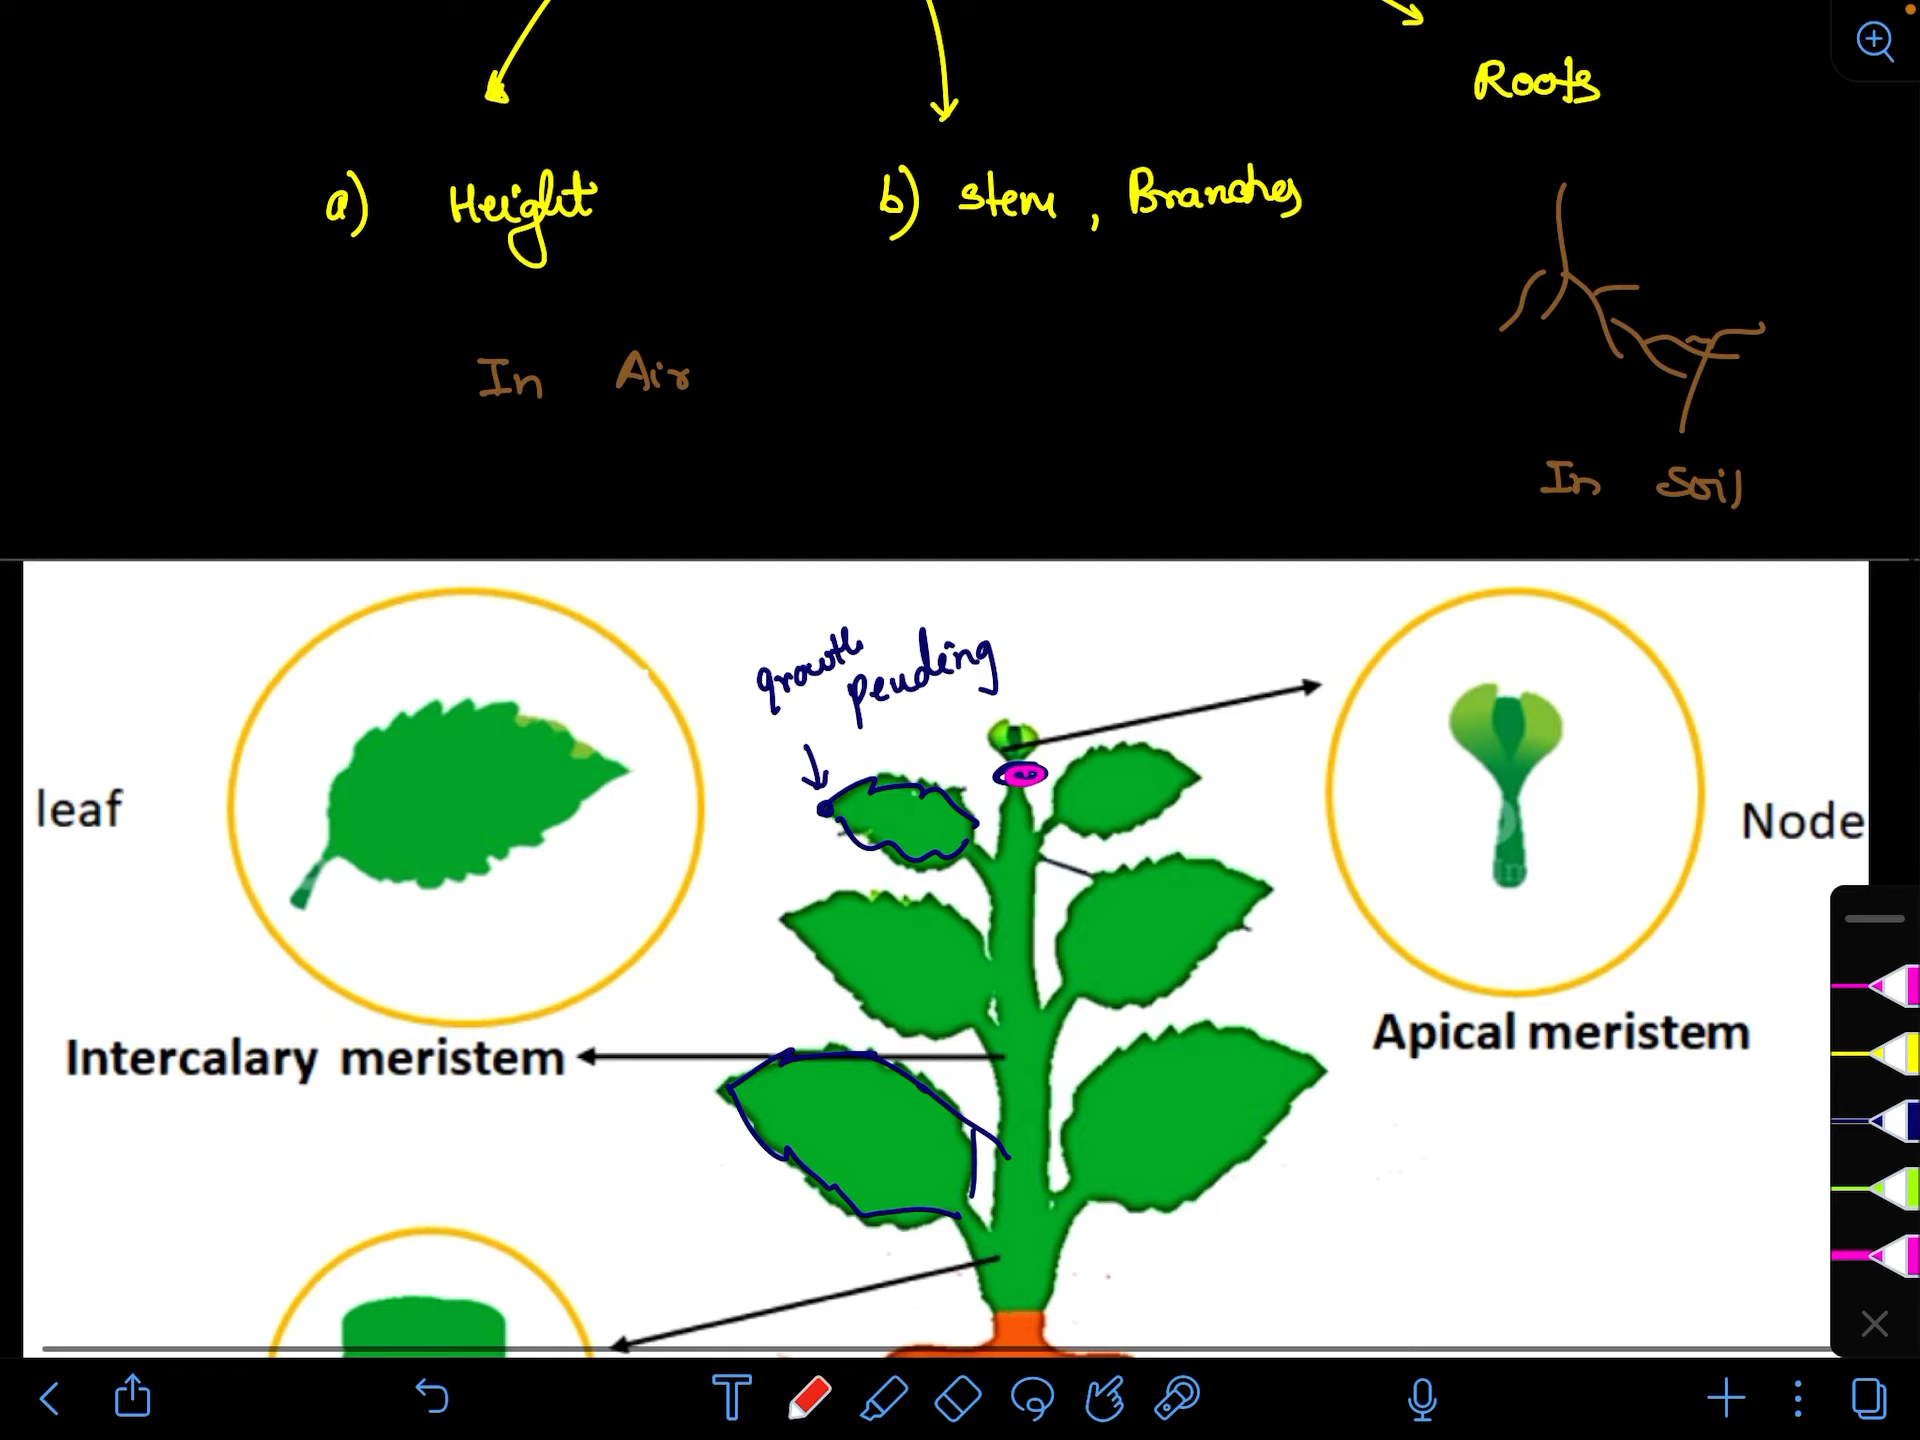 Roots
a) Height
b) Stem, Branches
In Air
In Soil
growth
pending
leaf
Node
Intercalary meristem
Apical meristem